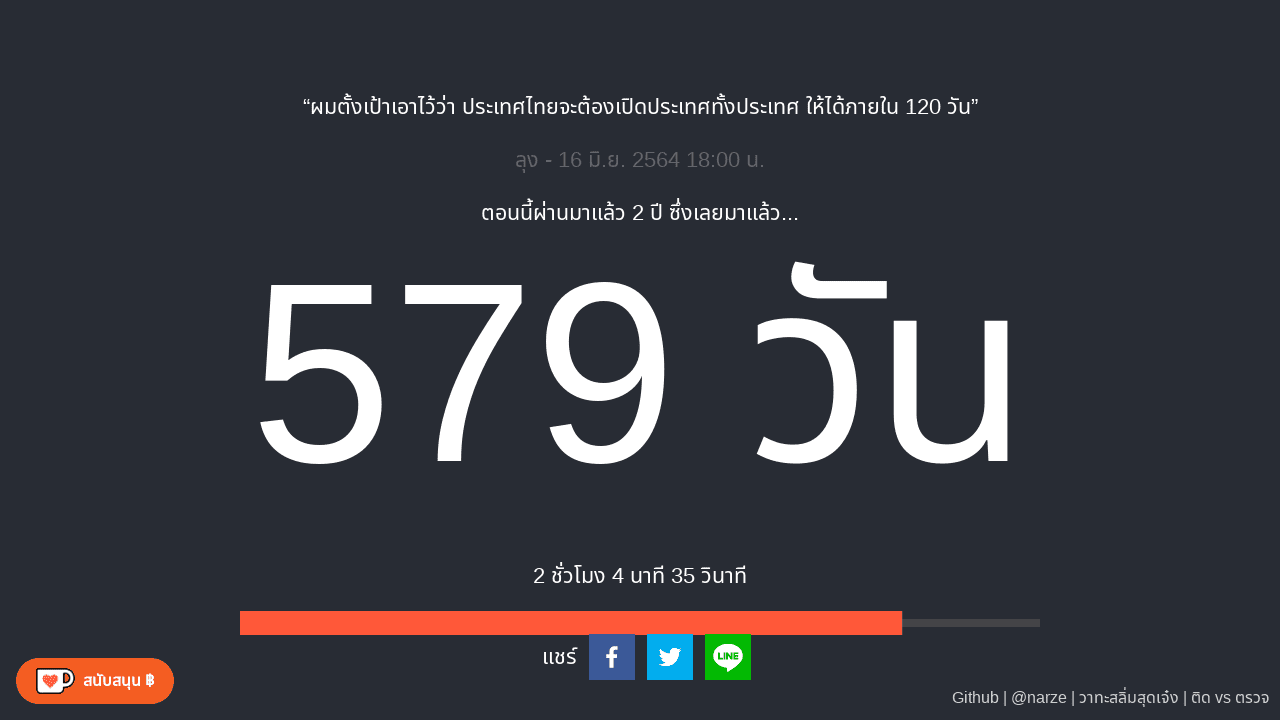 “ผมตั้งเป้าเอาไว้ว่า ประเทศไทยจะต้องเปิดประเทศทั้งประเทศ ให้ได้ภายใน 120 วัน”
ลุง - 16 มิ.ย. 2564 18:00 น.
ตอนนี้ผ่านมาแล้ว 2 ปี ซึ่งเลยมาแล้ว...
579 วัน
2 ชั่วโมง 4 นาที 35 วินาที
แชร์
LINE
สนับสนุน ฿
Github | @narze | วาทะสลิ่มสุดเจ๋ง | ติด vs ตรวจ